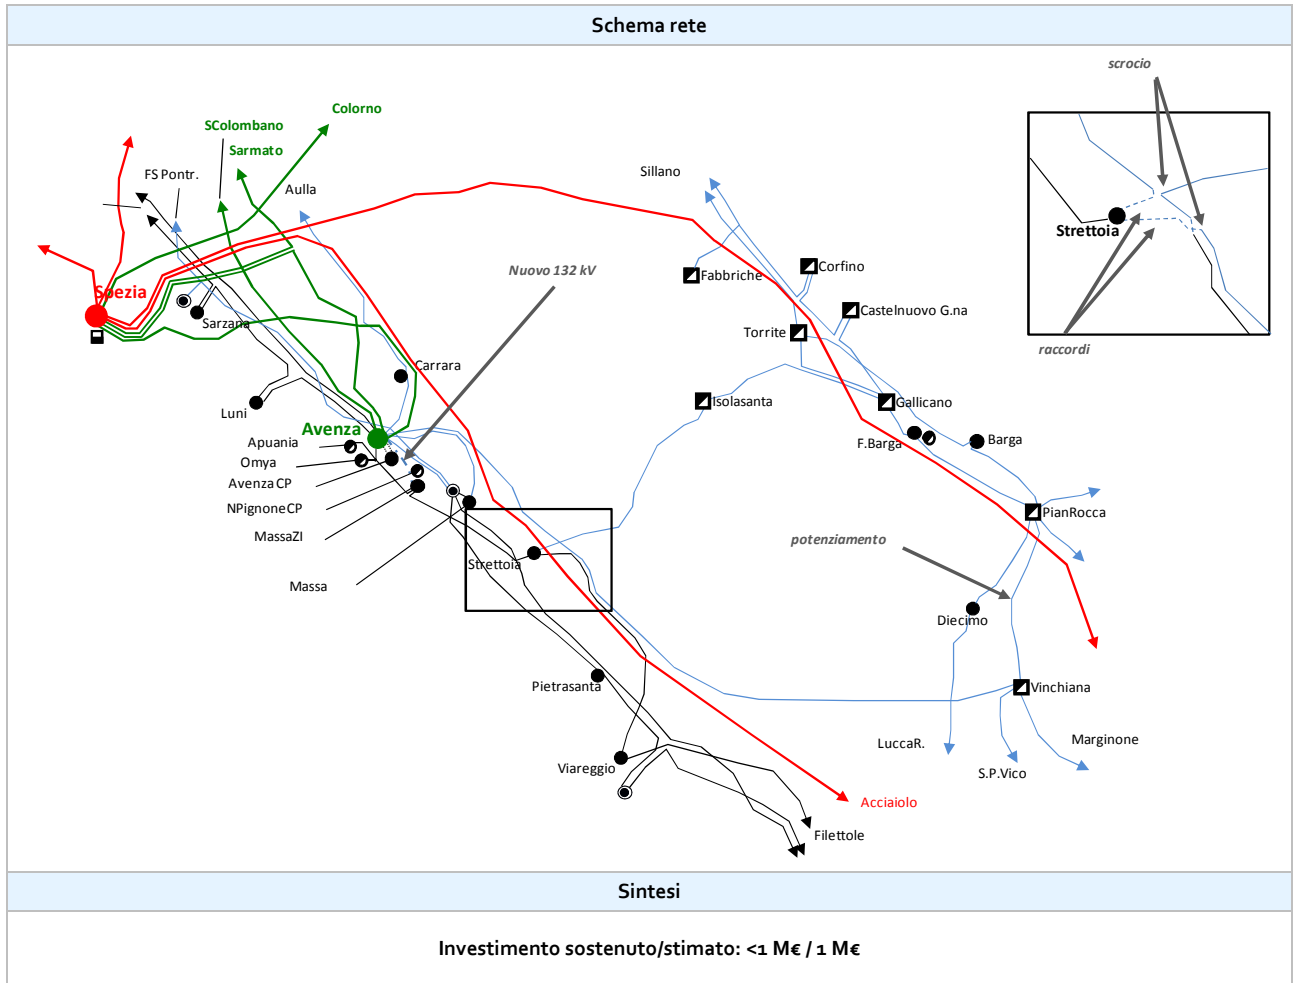 Schema rete
scrocio
Colorno
SColombano
Sarmato
FS Pontr.
Aulla
Sillano
Strettoia
Nuovo 132 kV
Fabbriche
Corfino
Spezia
Sarzana
Castelnuovo G.na
Torrite
raccordi
Carrara
Luni
Isolasanta
Gallicano
Avenza
Apuania
F.Barga
Barga
Omya
AvenzaCP
NPignoneCP
PianRocca
MassaZI
potenziamento
Strettoia
Massa
Diecimo
Pietrasanta
Vinchiana
LuccaR.
Marginone
Viareggio
S.P.Vico
Acciaiolo
Filettole
Sintesi
Investimento sostenuto/stimato: <1 M€ / 1 M€